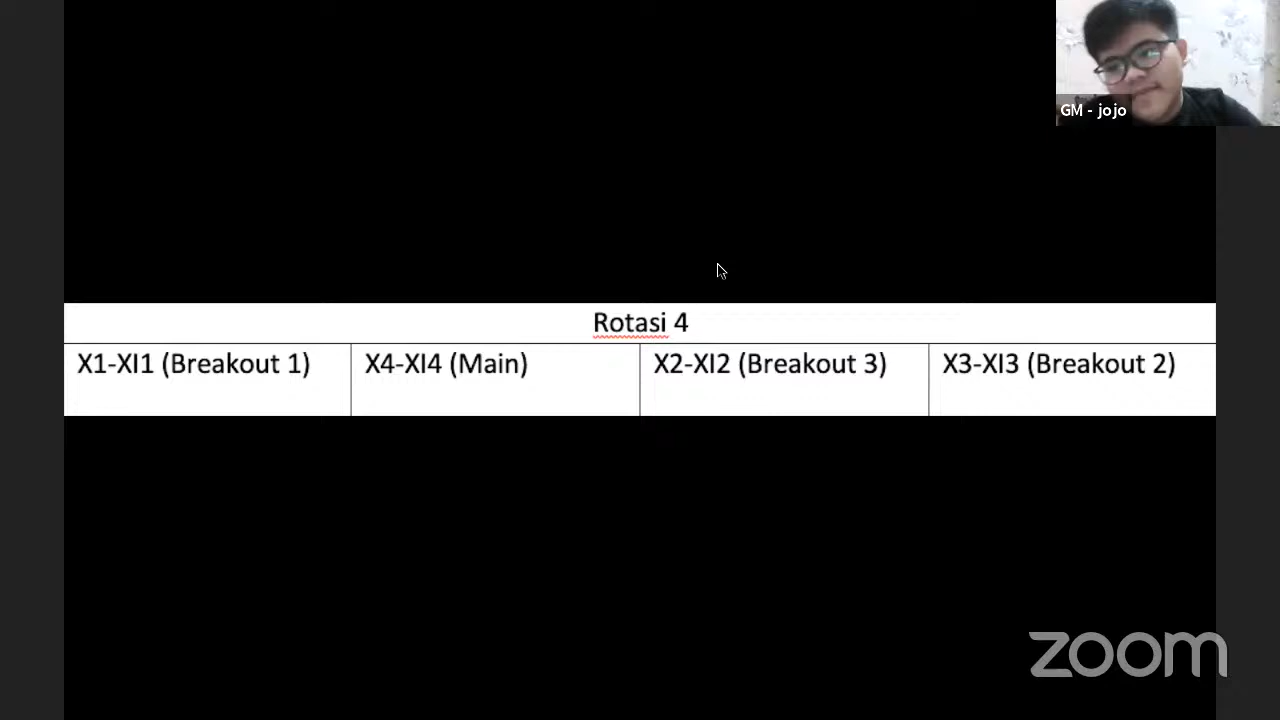 GM - jojo
Rotasi 4
X1-XI1 (Breakout 1)
X4-XI4 (Main)
X2-XI2 (Breakout 3)
X3-XI3 (Breakout 2)
zoom